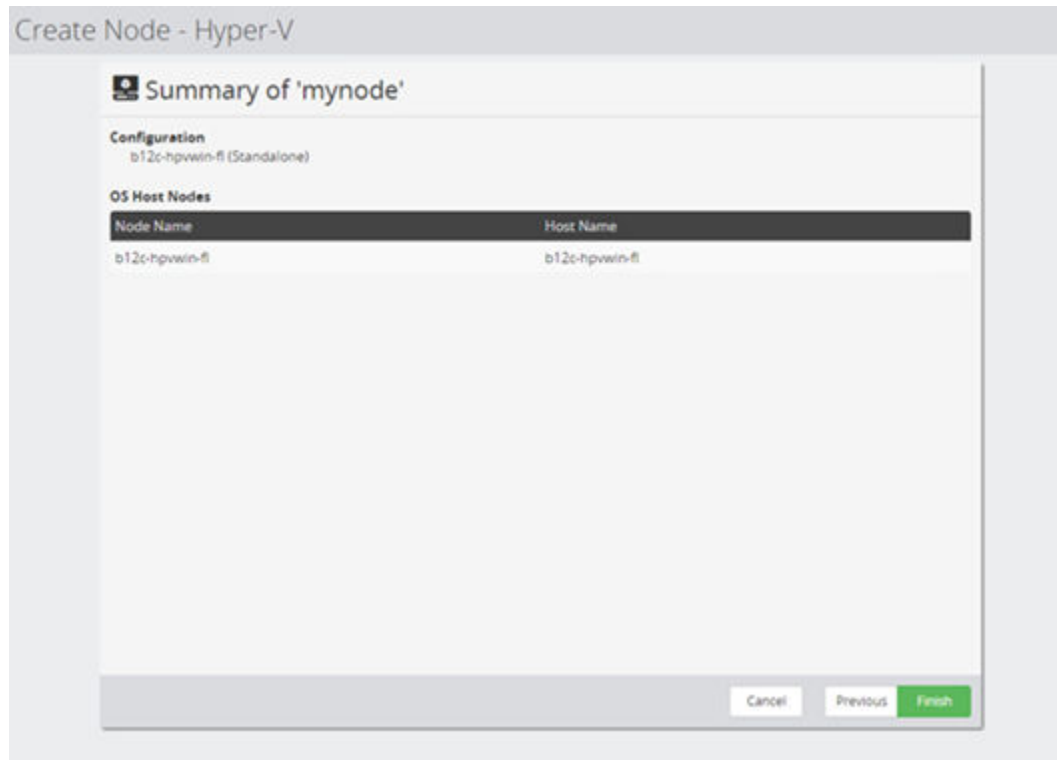 Create Node - Hyper-V
Summary of 'mynode'
Configuration
b12c-hpvwin-fl (Standalone)
OS Host Nodes
Node Name Host Name
b12c-hpvwin-fl b12c-hpvwin-fl
Cancel Previous Finish